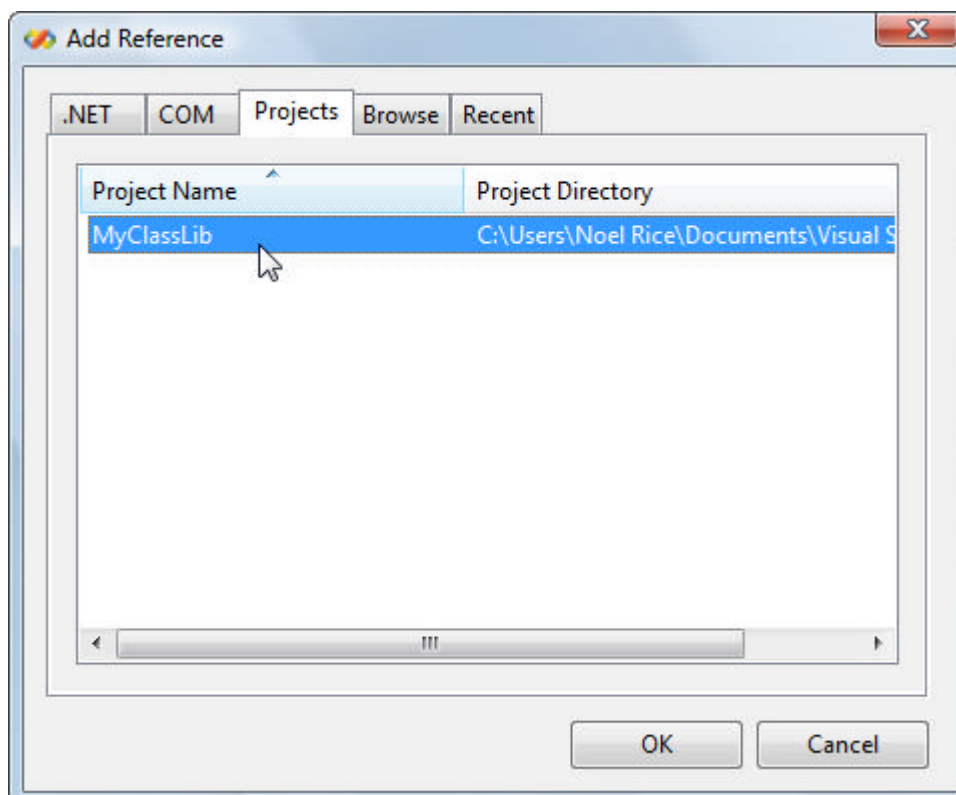 Add Reference
.NET COM Projects Browse Recent
Project Name Project Directory
MyClassLib C:\Users\Noel Rice\Documents\Visual S
OK Cancel